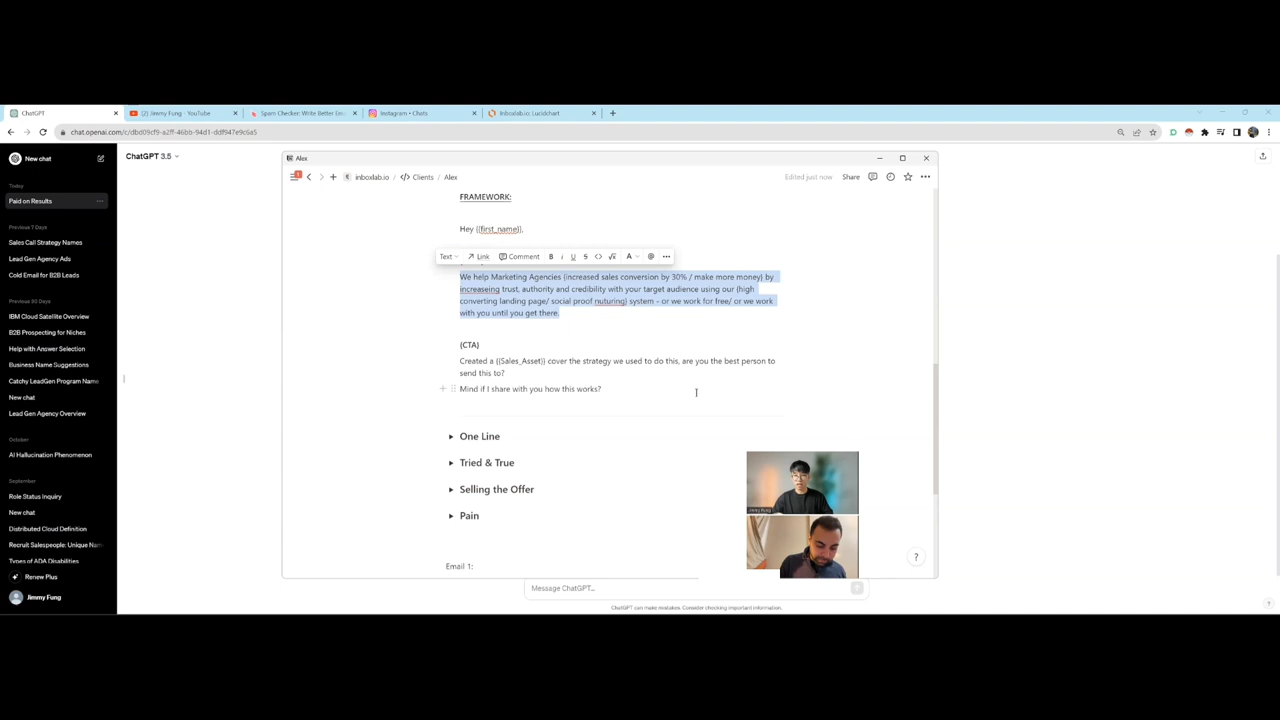 ChatGPT
(2) Jimmy Fung - YouTube
Spam Checker: Write Better Em
Instagram • Chats
Inboxlab.io: Lucidchart
chat.openai.com/c/dbd09cf9-a2ff-46bb-94d1-ddf947e9c6a5
New chat
ChatGPT 3.5
Today
Paid on Results
Previous 7 Days
Sales Call Strategy Names
Lead Gen Agency Ads
Cold Email for B2B Leads
Previous 30 Days
IBM Cloud Satellite Overview
B2B Prospecting for Niches
Help with Answer Selection
Business Name Suggestions
Catchy LeadGen Program Name
New chat
Lead Gen Agency Overview
October
AI Hallucination Phenomenon
September
Role Status Inquiry
New chat
Distributed Cloud Definition
Recruit Salespeople: Unique Nam
Types of ADA Disabilities
Renew Plus
Jimmy Fung
Alex
inboxlab.io / Clients / Alex
Edited just now
Share
FRAMEWORK:
Hey {{first_name}},
Text
Link
Comment
B i U S
A
We help Marketing Agencies (increased sales conversion by 30% / make more money) by
increaseing trust, authority and credibility with your target audience using our (high
converting landing page/ social proof nuturing) system - or we work for free/ or we work
with you until you get there.
(CTA)
Created a {{Sales_Asset}} cover the strategy we used to do this, are you the best person to
send this to?
Mind if I share with you how this works?
One Line
Tried & True
Selling the Offer
Pain
Email 1:
Jimmy Fung
?
Message ChatGPT...
ChatGPT can make mistakes. Consider checking important information.
?